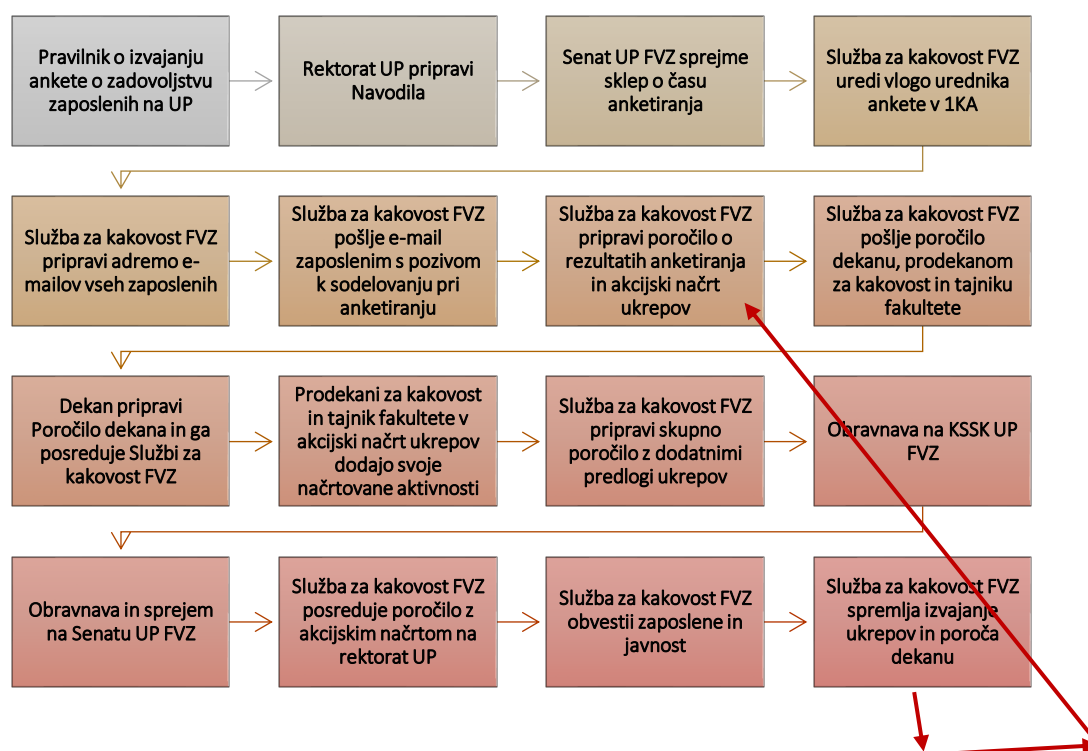 Pravilnik o izvajanju
ankete o zadovoljstvu
zaposlenih na UP
Rektorat UP pripravi
Navodila
Senat UP FVZ sprejme
sklep o času
anketiranja
Služba za kakovost FVZ
uredi vlogo urednika
ankete v 1KA
Služba za kakovost FVZ
pripravi adremo e-
mailov vseh zaposlenih
Služba za kakovost FVZ
pošlje e-mail
zaposlenim s pozivom
k sodelovanju pri
anketiranju
Služba za kakovost FVZ
pripravi poročilo o
rezultatih anketiranja
in akcijski načrt
ukrepov
Služba za kakovost FVZ
pošlje poročilo
dekanu, prodekanom
za kakovost in tajniku
fakultete
Dekan pripravi
Poročilo dekana in ga
posreduje Službi za
kakovost FVZ
Prodekani za kakovost
in tajnik fakultete v
akcijski načrt ukrepov
dodajo svoje
načrtovane aktivnosti
Služba za kakovost FVZ
pripravi skupno
poročilo z dodatnimi
predlogi ukrepov
Obravnava na KSSK UP
FVZ
Obravnava in sprejem
na Senatu UP FVZ
Služba za kakovost FVZ
posreduje poročilo z
akcijskim načrtom na
rektorat UP
Služba za kakovost FVZ
obvestii zaposlene in
javnost
Služba za kakovost FVZ
spremlja izvajanje
ukrepov in poroča
dekanu